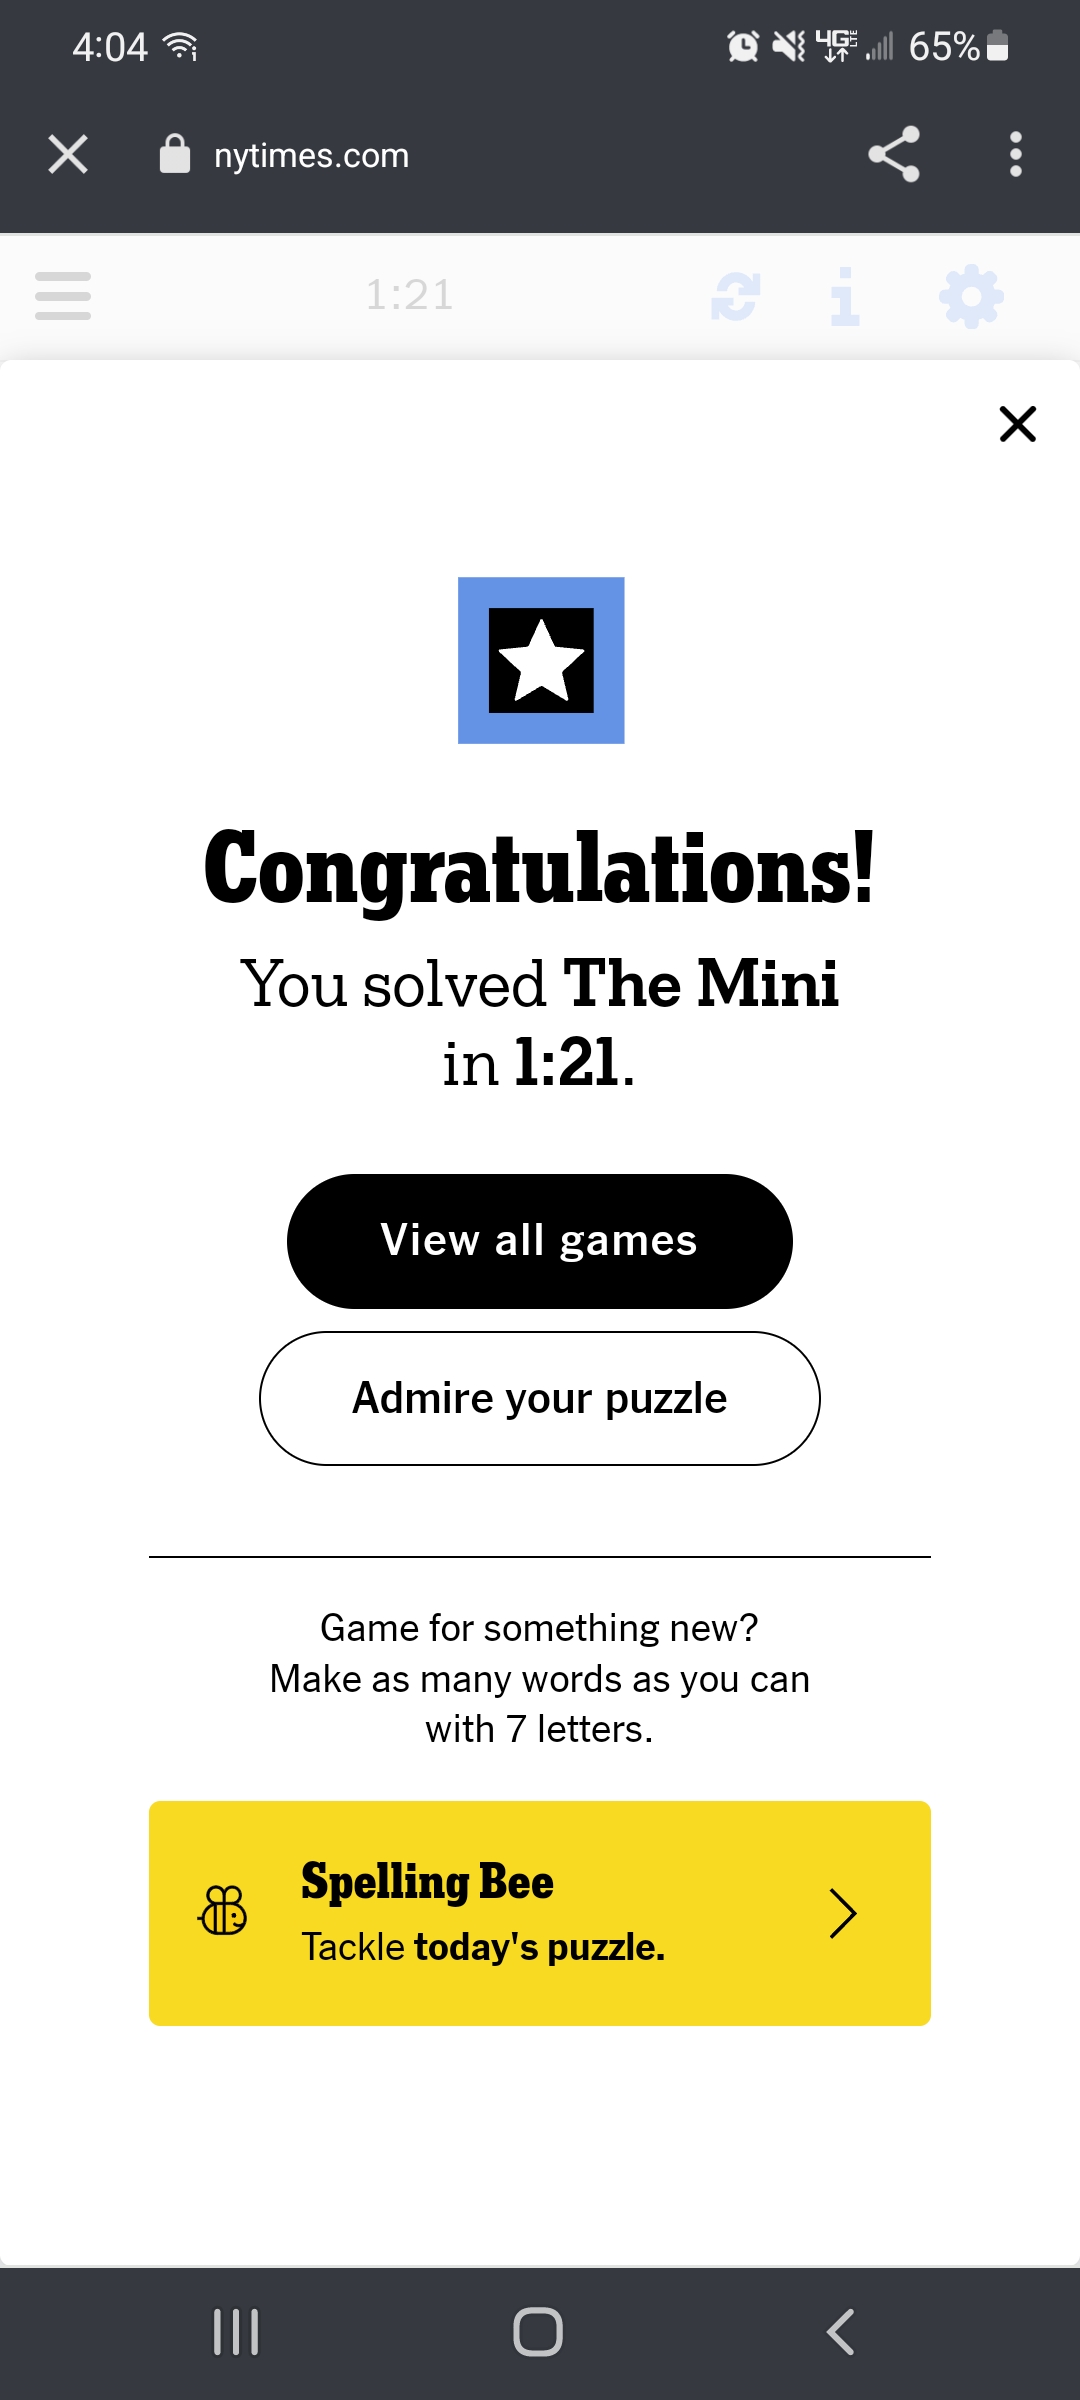 4:04
4G LTE 65%
nytimes.com
1:21
Congratulations!
You solved The Mini
in 1:21.
View all games
Admire your puzzle
Game for something new?
Make as many words as you can
with 7 letters.
Spelling Bee
Tackle today's puzzle.